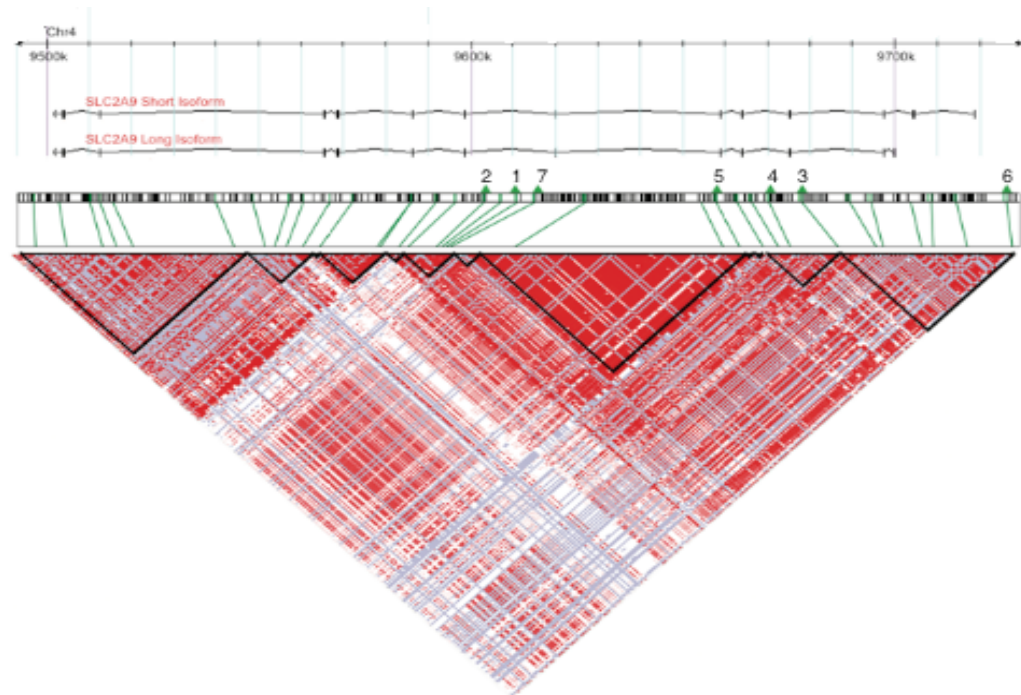 Chr4
9500k 9600k 9700k
SLC2A9 Short Isoform
SLC2A9 Long Isoform
2 1 7 5 4 3 6